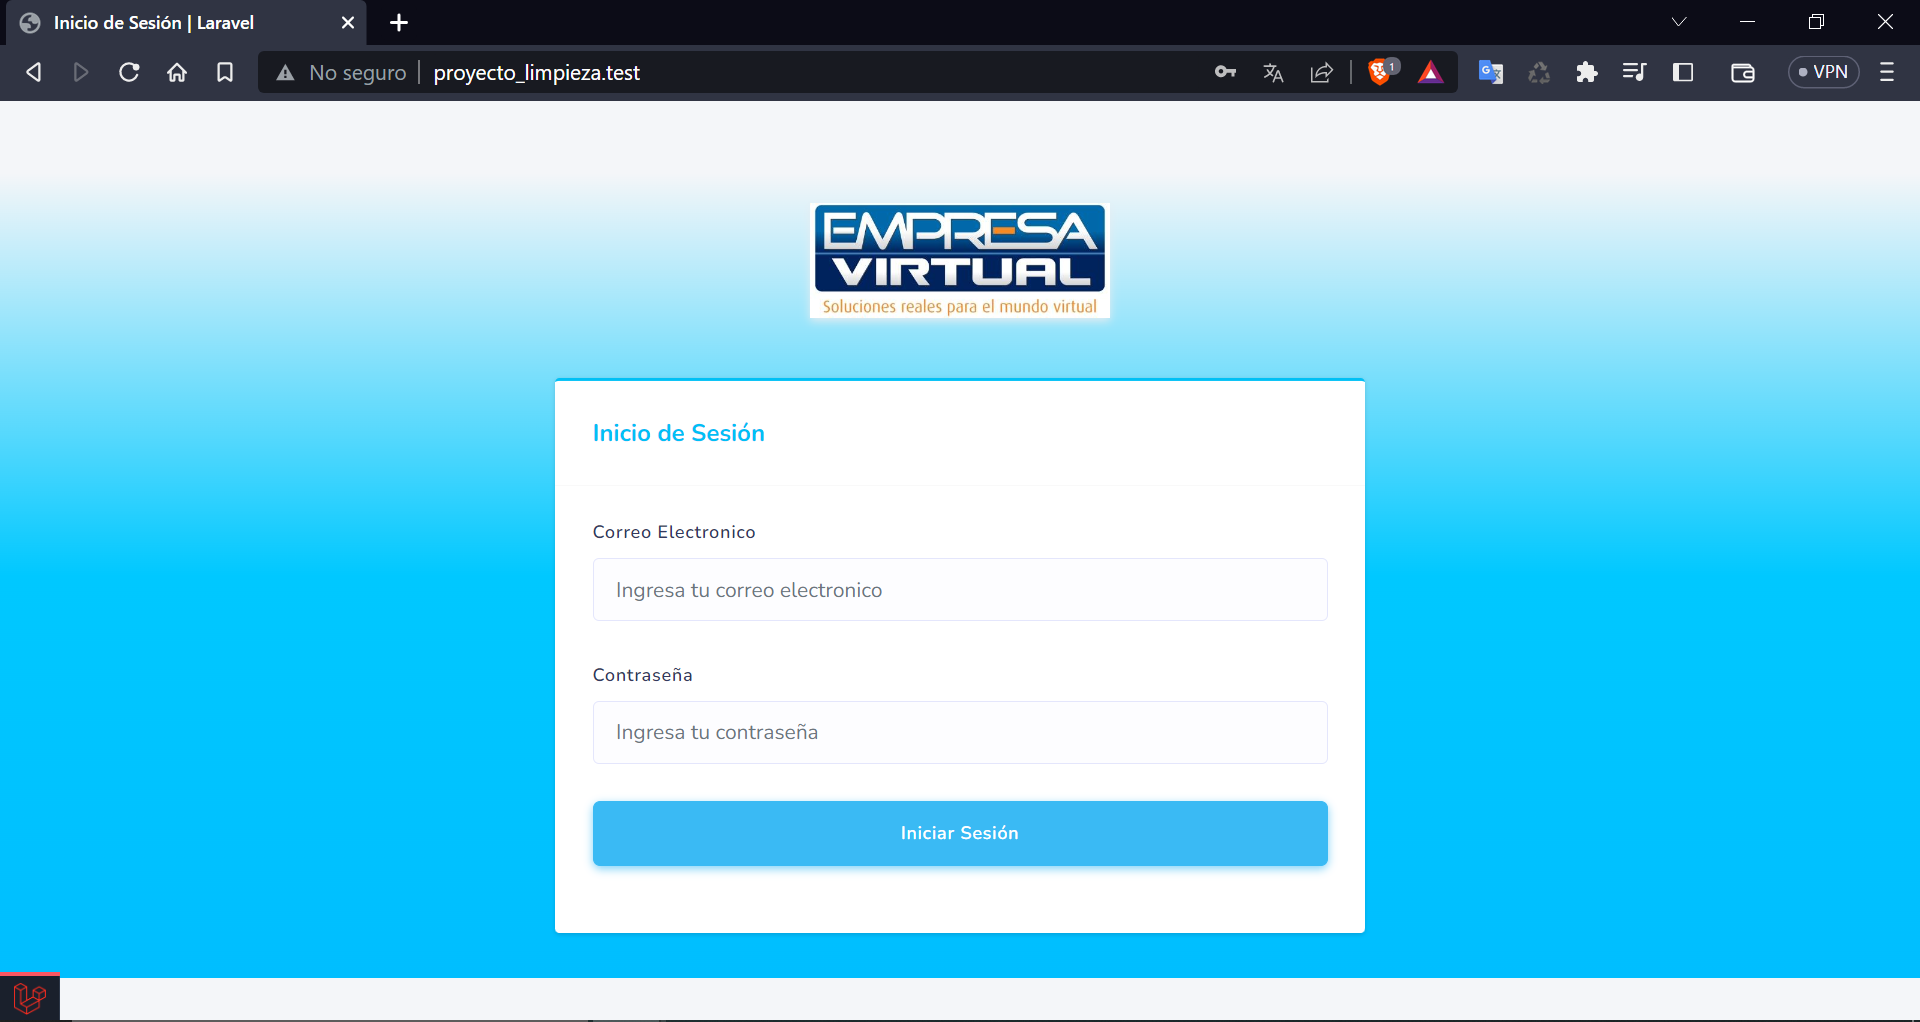 Inicio de Sesión | Laravel
No seguro
proyecto_limpieza.test
1
VPN
EMPRESA
VIRTUAL
Soluciones reales para el mundo virtual
Inicio de Sesión
Correo Electronico
Ingresa tu correo electronico
Contraseña
Ingresa tu contraseña
Iniciar Sesión